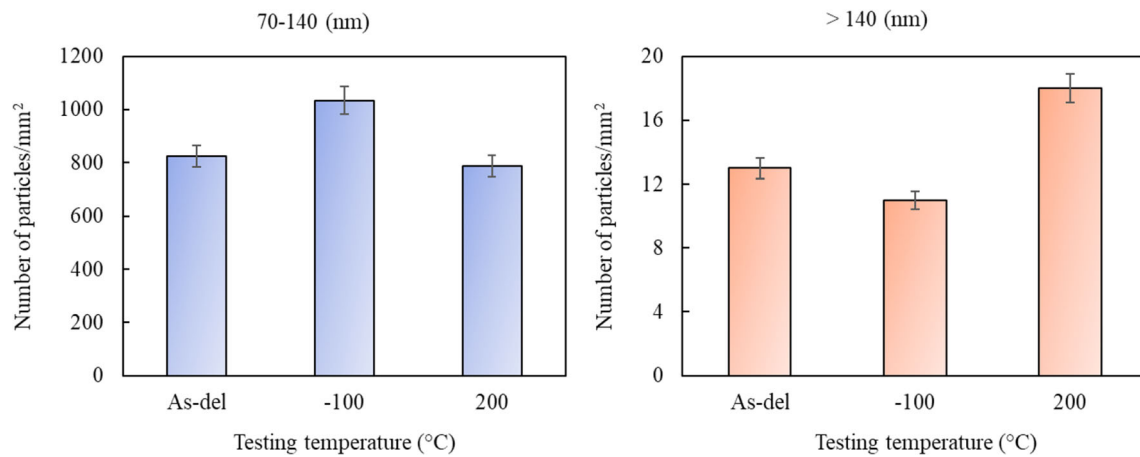 70-140 (nm)
Number of particles/mm²
1200
1000
800
600
400
200
0
As-del -100 200
Testing temperature (°C)
> 140 (nm)
Number of particles/mm²
20
16
12
8
4
0
As-del -100 200
Testing temperature (°C)